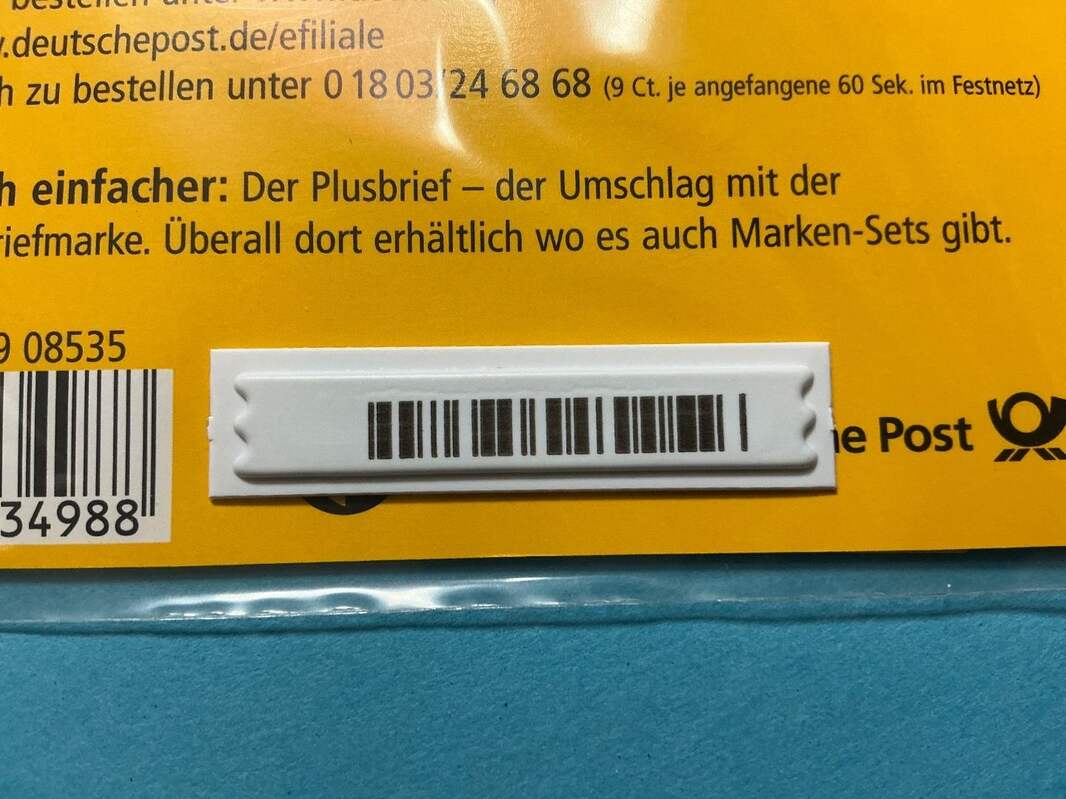 bestellen unter
.deutschepost.de/efiliale
h zu bestellen unter 0 18 03/24 68 68 (9 Ct. je angefangene 60 Sek. im Festnetz)
h einfacher: Der Plusbrief – der Umschlag mit der
riefmarke. Überall dort erhältlich wo es auch Marken-Sets gibt.
9 08535
34988
e Post